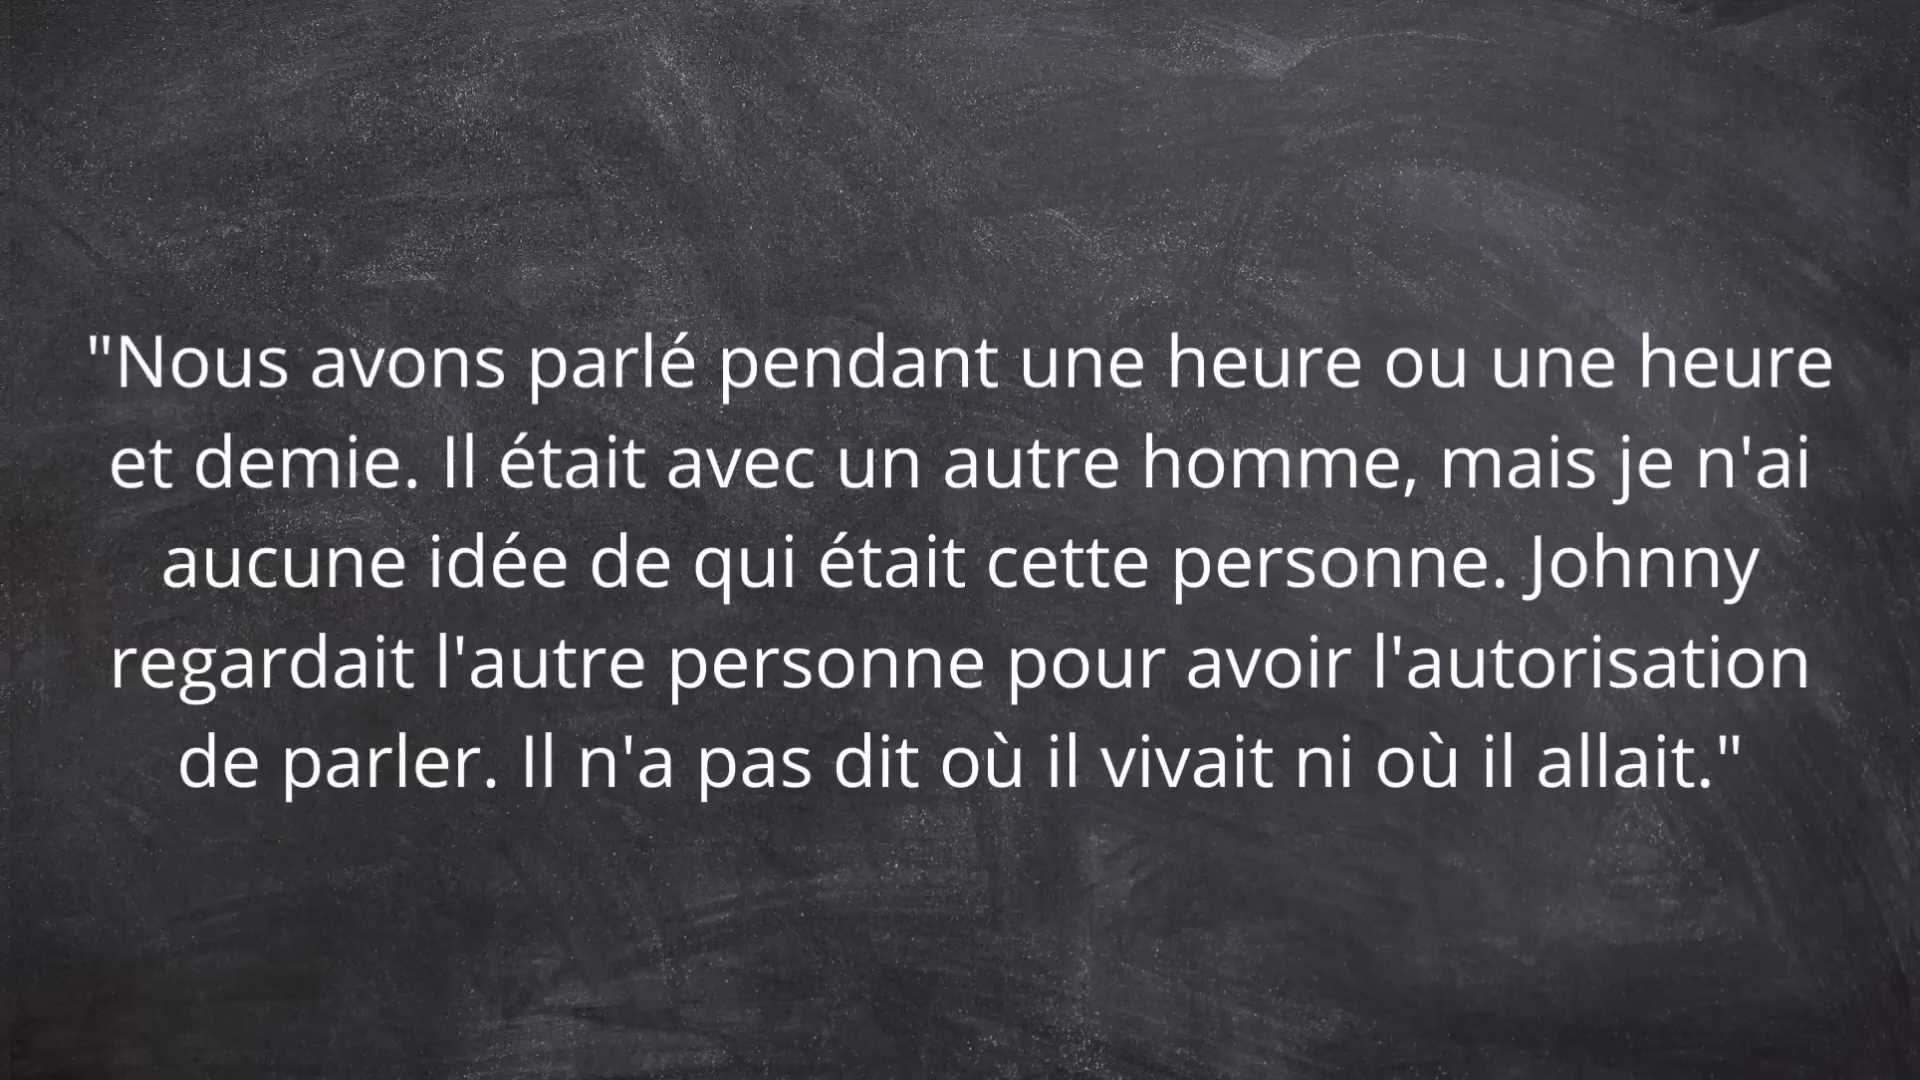 "Nous avons parlé pendant une heure ou une heure
et demie. Il était avec un autre homme, mais je n'ai
aucune idée de qui était cette personne. Johnny
regardait l'autre personne pour avoir l'autorisation
de parler. Il n'a pas dit où il vivait ni où il allait."